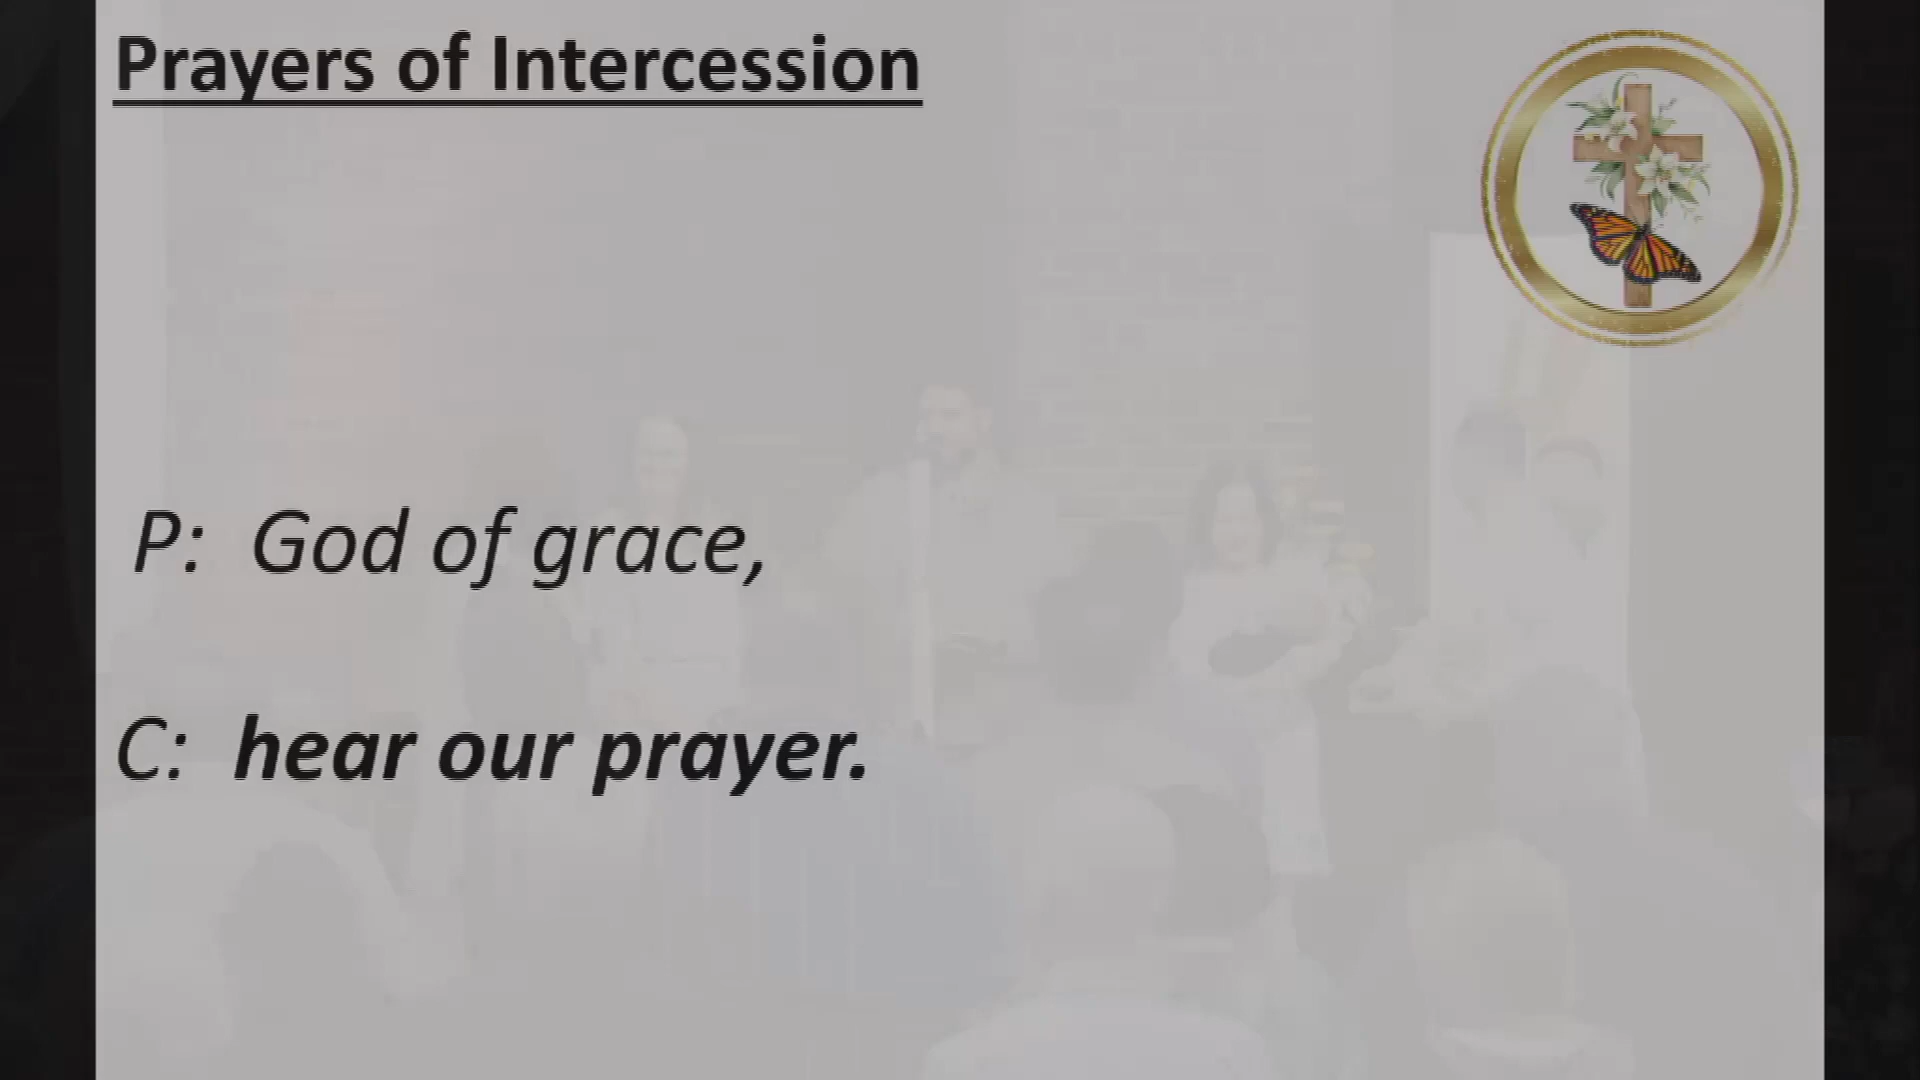 Prayers of Intercession
P: God of grace,
C: hear our prayer.